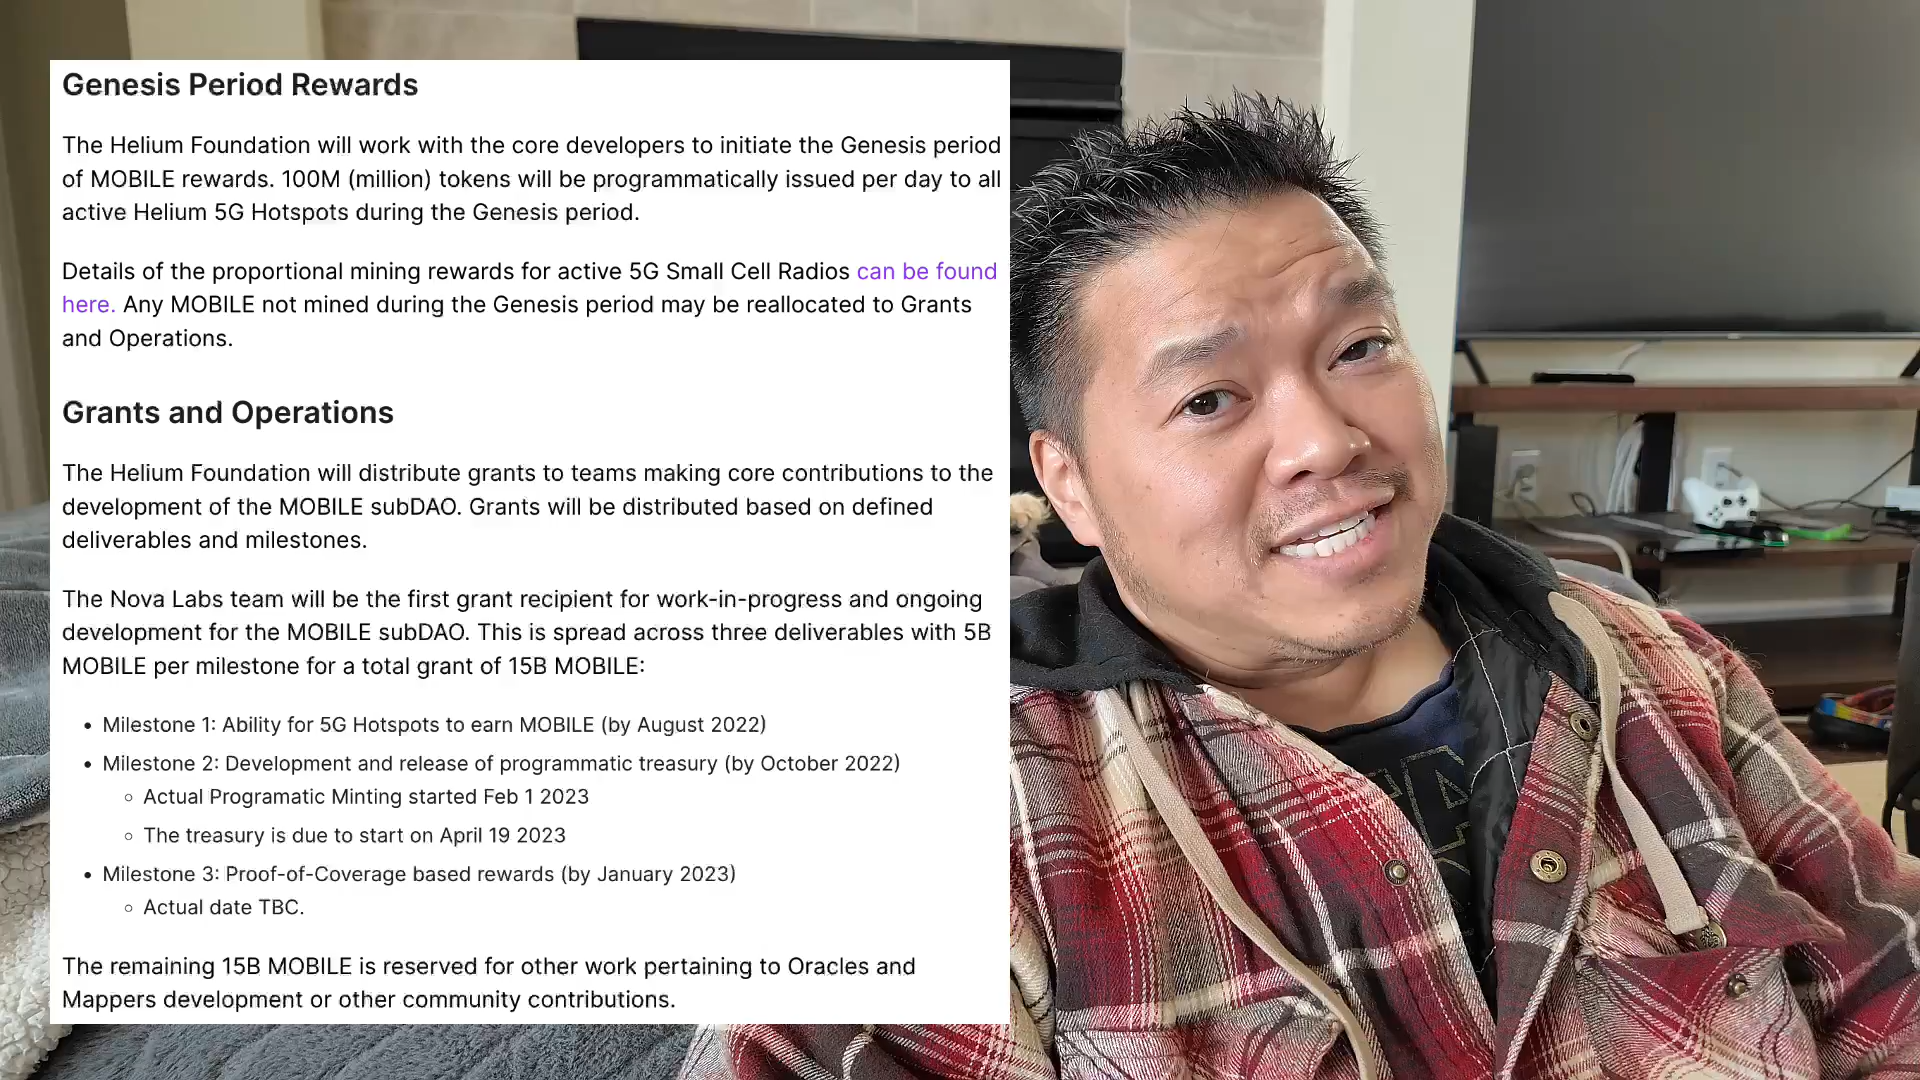 Genesis Period Rewards
The Helium Foundation will work with the core developers to initiate the Genesis period
of MOBILE rewards. 100M (million) tokens will be programmatically issued per day to all
active Helium 5G Hotspots during the Genesis period.
Details of the proportional mining rewards for active 5G Small Cell Radios can be found
here. Any MOBILE not mined during the Genesis period may be reallocated to Grants
and Operations.
Grants and Operations
The Helium Foundation will distribute grants to teams making core contributions to the
development of the MOBILE subDAO. Grants will be distributed based on defined
deliverables and milestones.
The Nova Labs team will be the first grant recipient for work-in-progress and ongoing
development for the MOBILE subDAO. This is spread across three deliverables with 5B
MOBILE per milestone for a total grant of 15B MOBILE:
• Milestone 1: Ability for 5G Hotspots to earn MOBILE (by August 2022)
• Milestone 2: Development and release of programmatic treasury (by October 2022)
◦ Actual Programatic Minting started Feb 1 2023
◦ The treasury is due to start on April 19 2023
• Milestone 3: Proof-of-Coverage based rewards (by January 2023)
◦ Actual date TBC.
The remaining 15B MOBILE is reserved for other work pertaining to Oracles and
Mappers development or other community contributions.